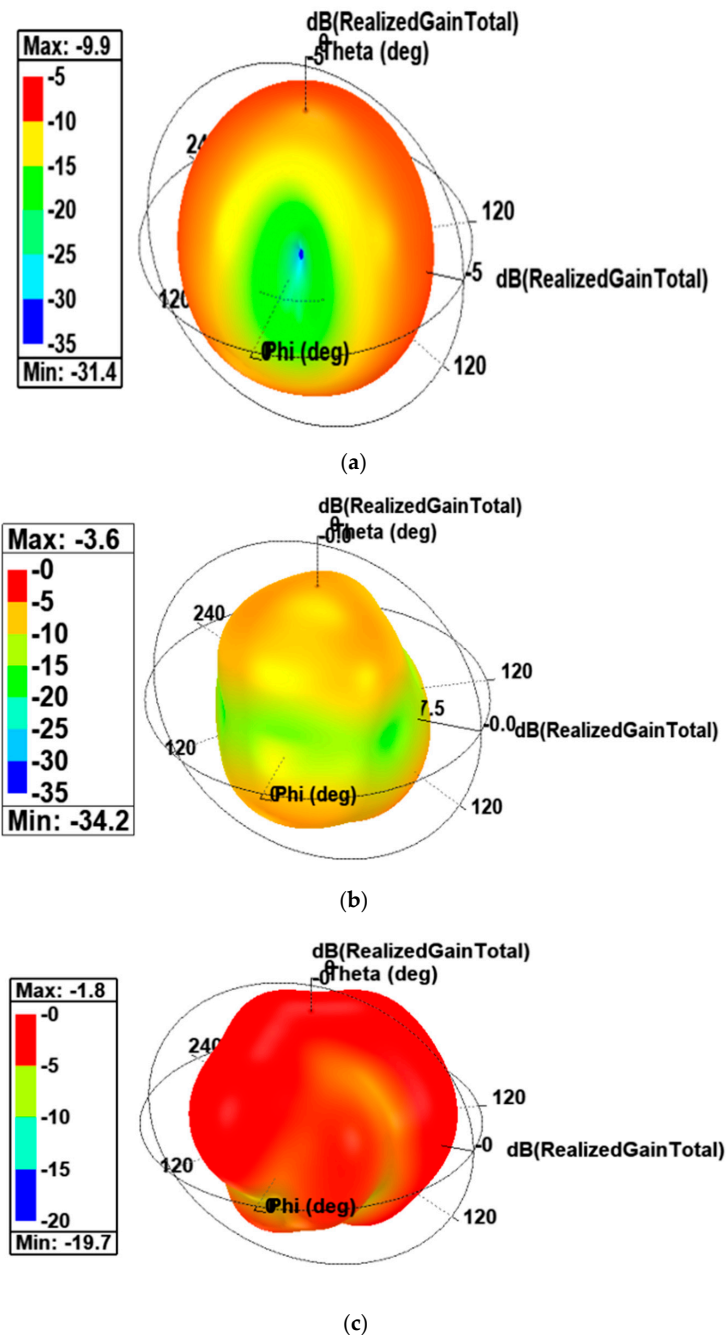 dB(RealizedGainTotal)
Theta (deg)
-5
Max: -9.9
-5
-10
-15
-20
-25
-30
-35
Min: -31.4
120
-5
dB(RealizedGainTotal)
120
Phi (deg)
120
(a)
dB(RealizedGainTotal)
Theta (deg)
-0.0
Max: -3.6
-0
-5
-10
-15
-20
-25
-30
-35
Min: -34.2
240
120
7.5
-0.0
dB(RealizedGainTotal)
120
Phi (deg)
120
(b)
dB(RealizedGainTotal)
Theta (deg)
-0
Max: -1.8
-0
-5
-10
-15
-20
Min: -19.7
240
120
-0
dB(RealizedGainTotal)
120
Phi (deg)
120
(c)